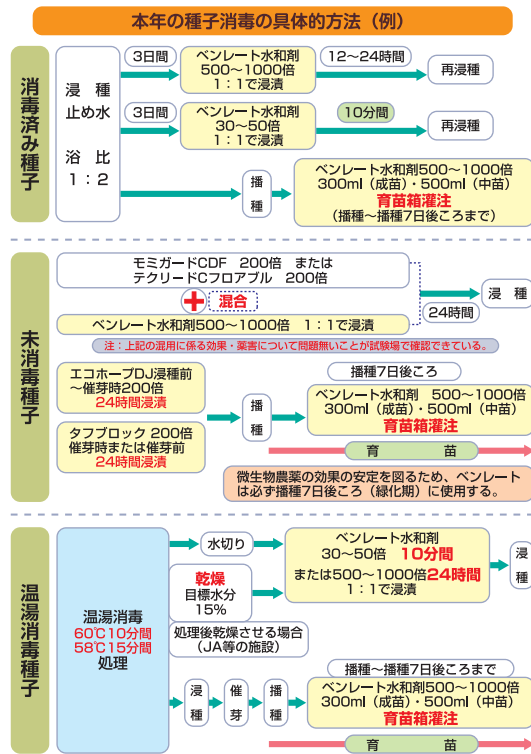 本年の種子消毒の具体的方法（例）
消毒済み種子
浸　種
止め水
浴　比
1：2
3日間
ベンレート水和剤
500～1000倍
1：1で浸漬
12～24時間
再浸種
3日間
ベンレート水和剤
30～50倍
1：1で浸漬
10分間
再浸種
播種
ベンレート水和剤500～1000倍
300ml（成苗）・500ml（中苗）
育苗箱灌注
（播種～播種7日後ころまで）
未消毒種子
モミガードCDF　200倍　または
テクリードCフロアブル　200倍
混合
ベンレート水和剤500～1000倍　1：1で浸漬
24時間
浸　種
注：上記の混用に係る効果・薬害について問題無いことが試験場で確認できている。
エコホープDJ浸種前
～催芽時200倍
24時間浸漬
タフブロック 200倍
催芽時または催芽前
24時間浸漬
播種
播種7日後ころ
ベンレート水和剤　500～1000倍
300ml（成苗）・500ml（中苗）
育苗箱灌注
育　苗
微生物農薬の効果の安定を図るため、ベンレート
は必ず播種7日後ころ（緑化期）に使用する。
温湯消毒種子
温湯消毒
60℃10分間
58℃15分間
処理
水切り
乾燥
目標水分
15%
処理後乾燥させる場合
（JA等の施設）
ベンレート水和剤
30～50倍　10分間
または500～1000倍24時間
1：1で浸漬
浸種
浸種
催芽
播種
播種～播種7日後ころまで
ベンレート水和剤500～1000倍
300ml（成苗）・500ml（中苗）
育苗箱灌注
育　苗